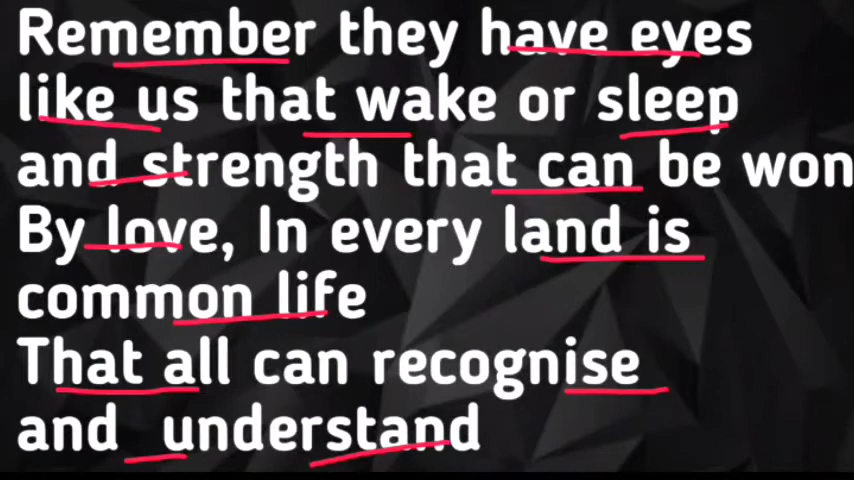 Remember they have eyes
like us that wake or sleep
and strength that can be won
By love, In every land is
common life
That all can recognise
and understand